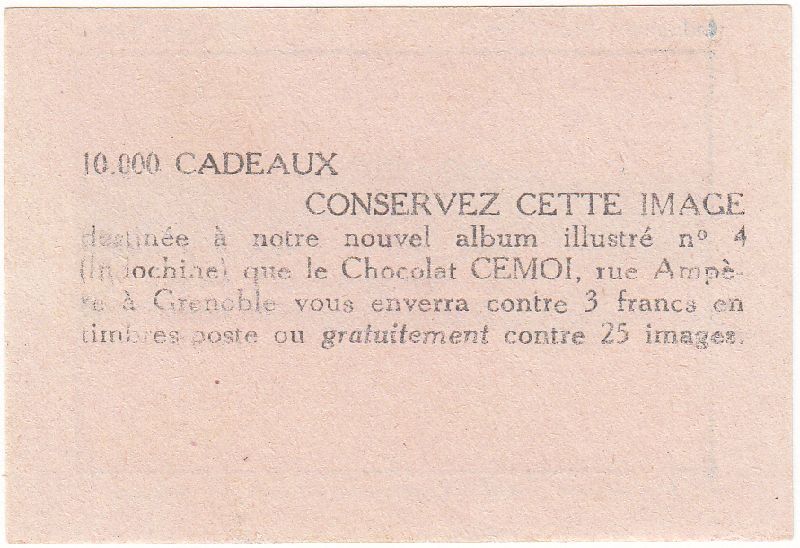 10.000 CADEAUX
CONSERVEZ CETTE IMAGE
destinée à notre nouvel album illustré n° 4
(Indochine) que le Chocolat CEMOI, rue Ampè-
re à Grenoble vous enverra contre 3 francs en
timbres-poste ou gratuitement contre 25 images.